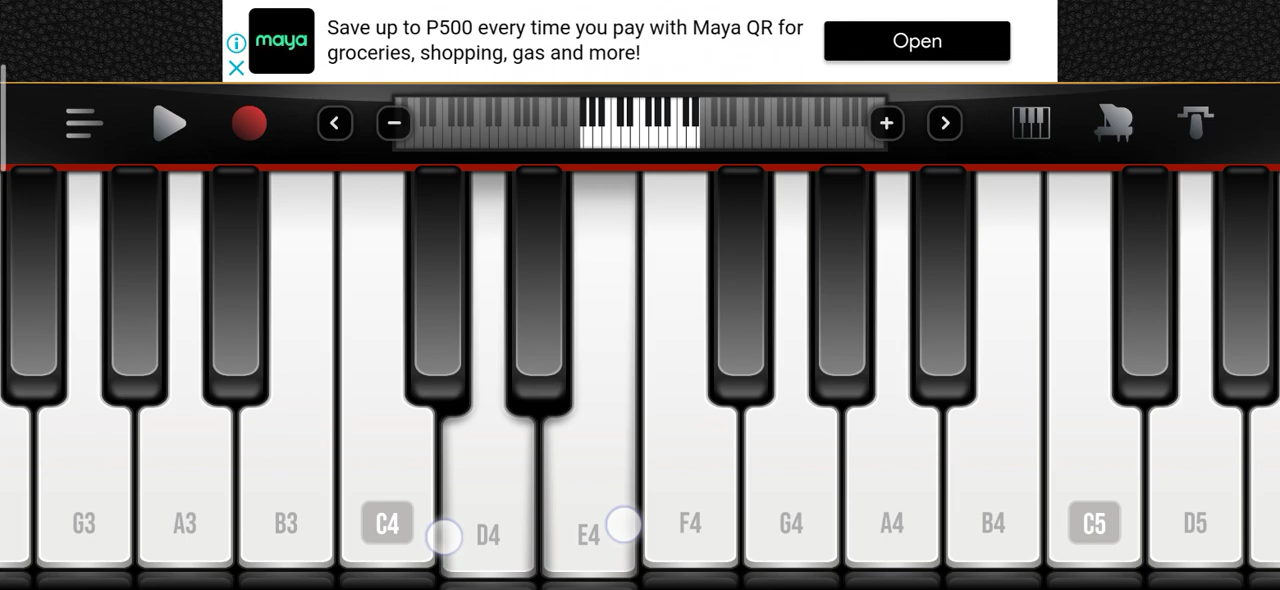 maya
Save up to P500 every time you pay with Maya QR for
groceries, shopping, gas and more!
Open
G3 A3 B3 C4 D4 E4 F4 G4 A4 B4 C5 D5